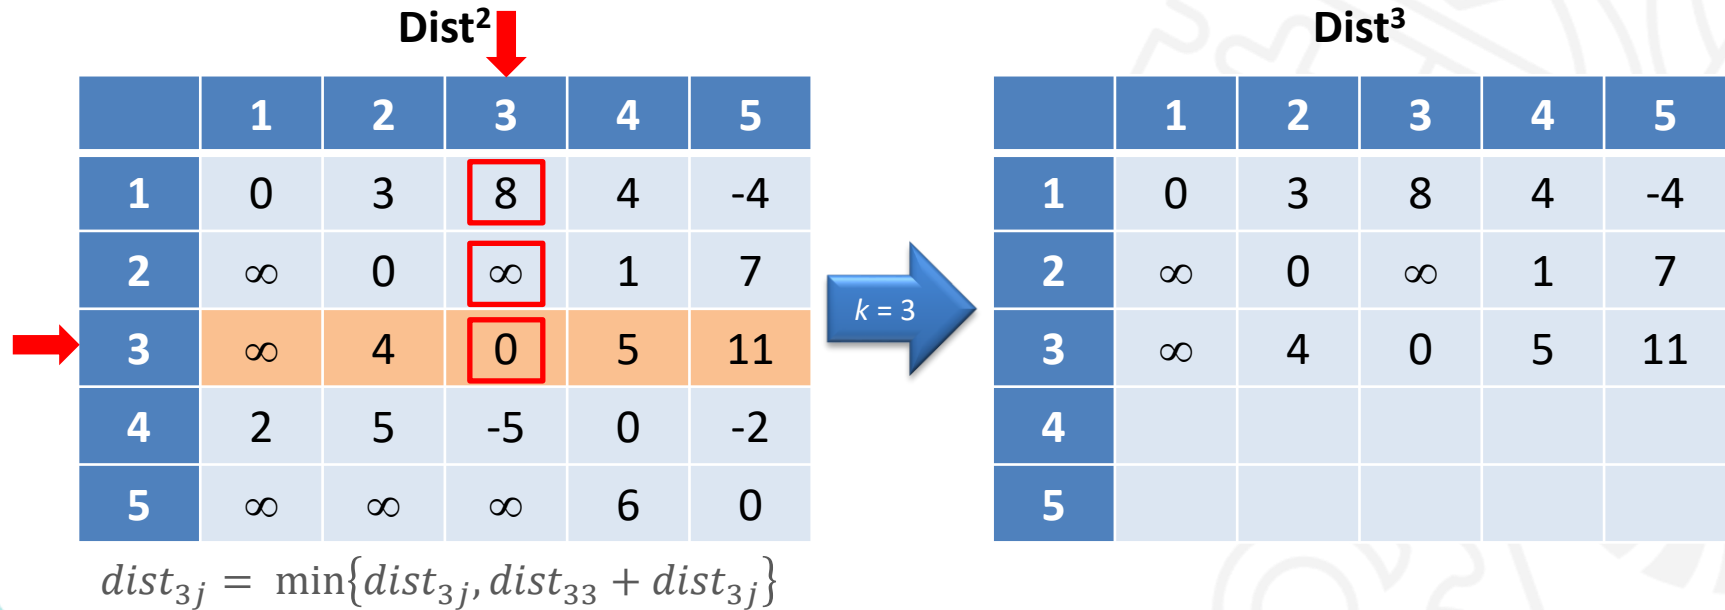 Dist² Dist³
1 2 3 4 5 1 2 3 4 5
1 0 3 8 4 -4 1 0 3 8 4 -4
2 ∞ 0 ∞ 1 7 2 ∞ 0 ∞ 1 7
k = 3
3 ∞ 4 0 5 11 3 ∞ 4 0 5 11
4 2 5 -5 0 -2 4
5 ∞ ∞ ∞ 6 0 5
dist₃ⱼ = min{dist₃ⱼ, dist₃₃ + dist₃ⱼ}